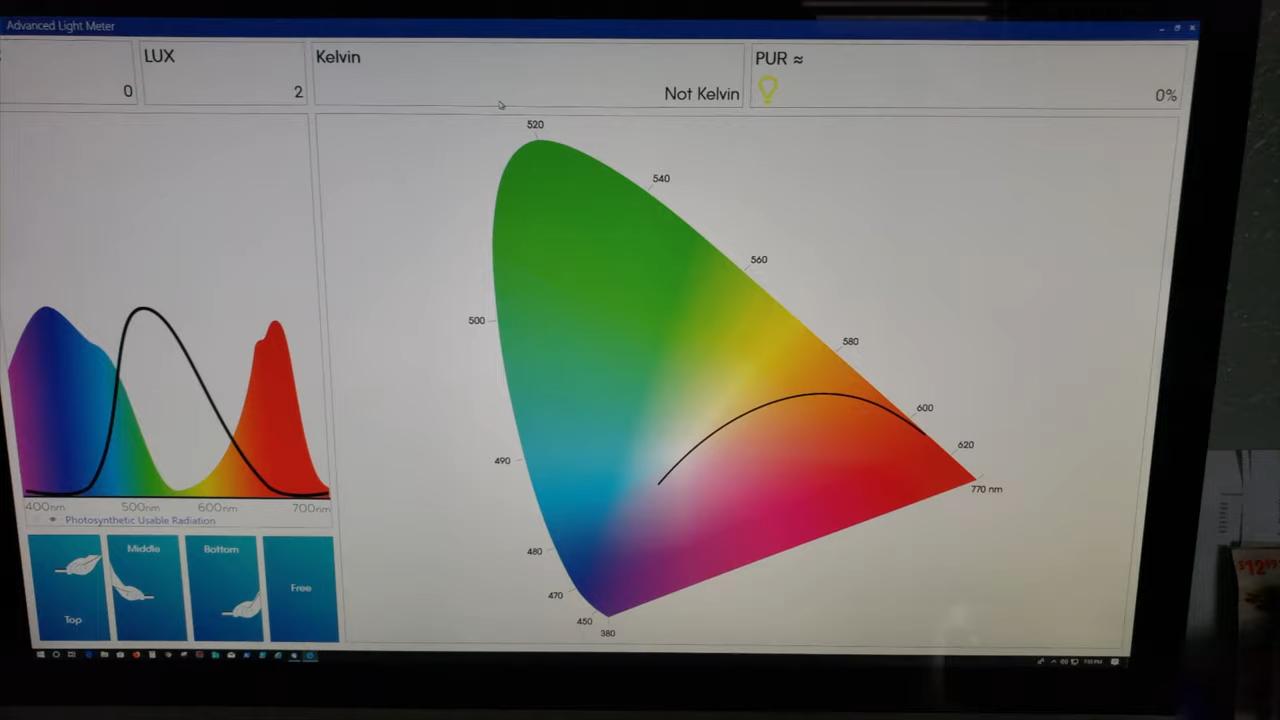 Advanced Light Meter
LUX
Kelvin
PUR ≈
0
2
Not Kelvin
0%
520
540
560
500
580
600
490
620
770 nm
400nm
500nm
600nm
700nm
Photosynthetic Usable Radiation
480
Middle
Bottom
Free
Top
470
450
380
$12